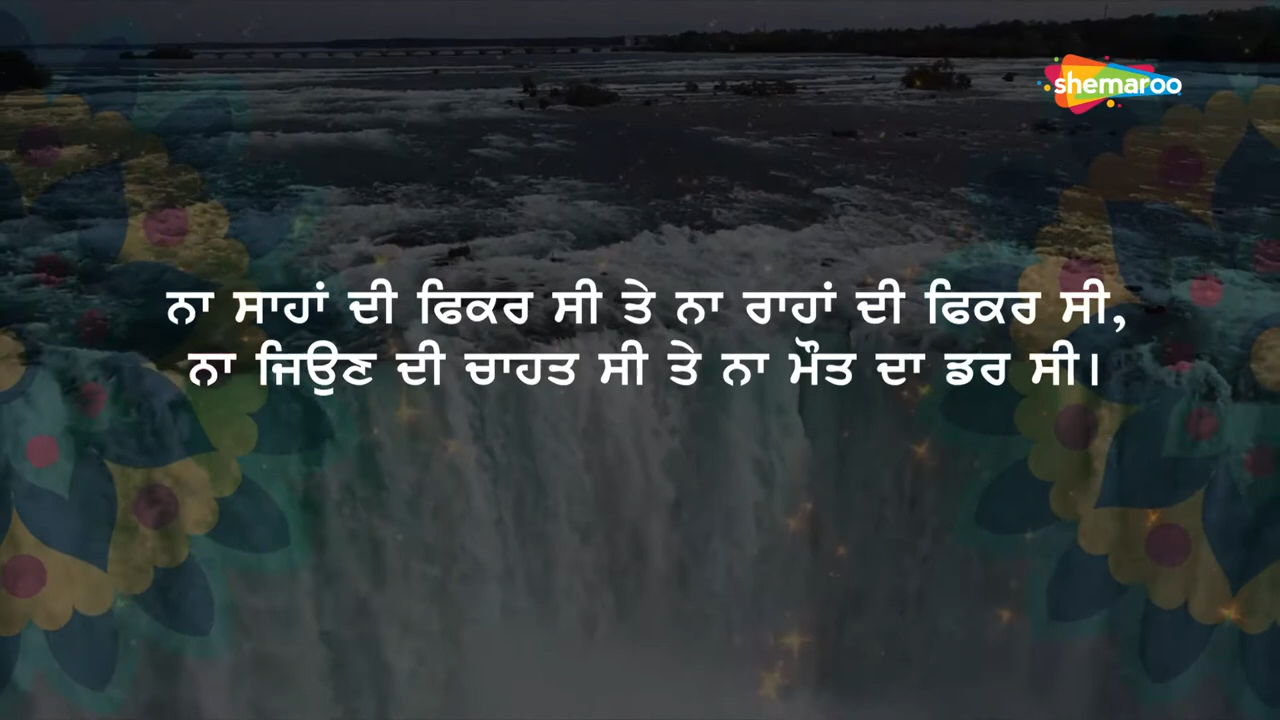 shemaroo
ਨਾ ਸਾਹਾਂ ਦੀ ਫਿਕਰ ਸੀ ਤੇ ਨਾ ਰਾਹਾਂ ਦੀ ਫਿਕਰ ਸੀ,
ਨਾ ਜਿਉਣ ਦੀ ਚਾਹਤ ਸੀ ਤੇ ਨਾ ਮੌਤ ਦਾ ਡਰ ਸੀ।